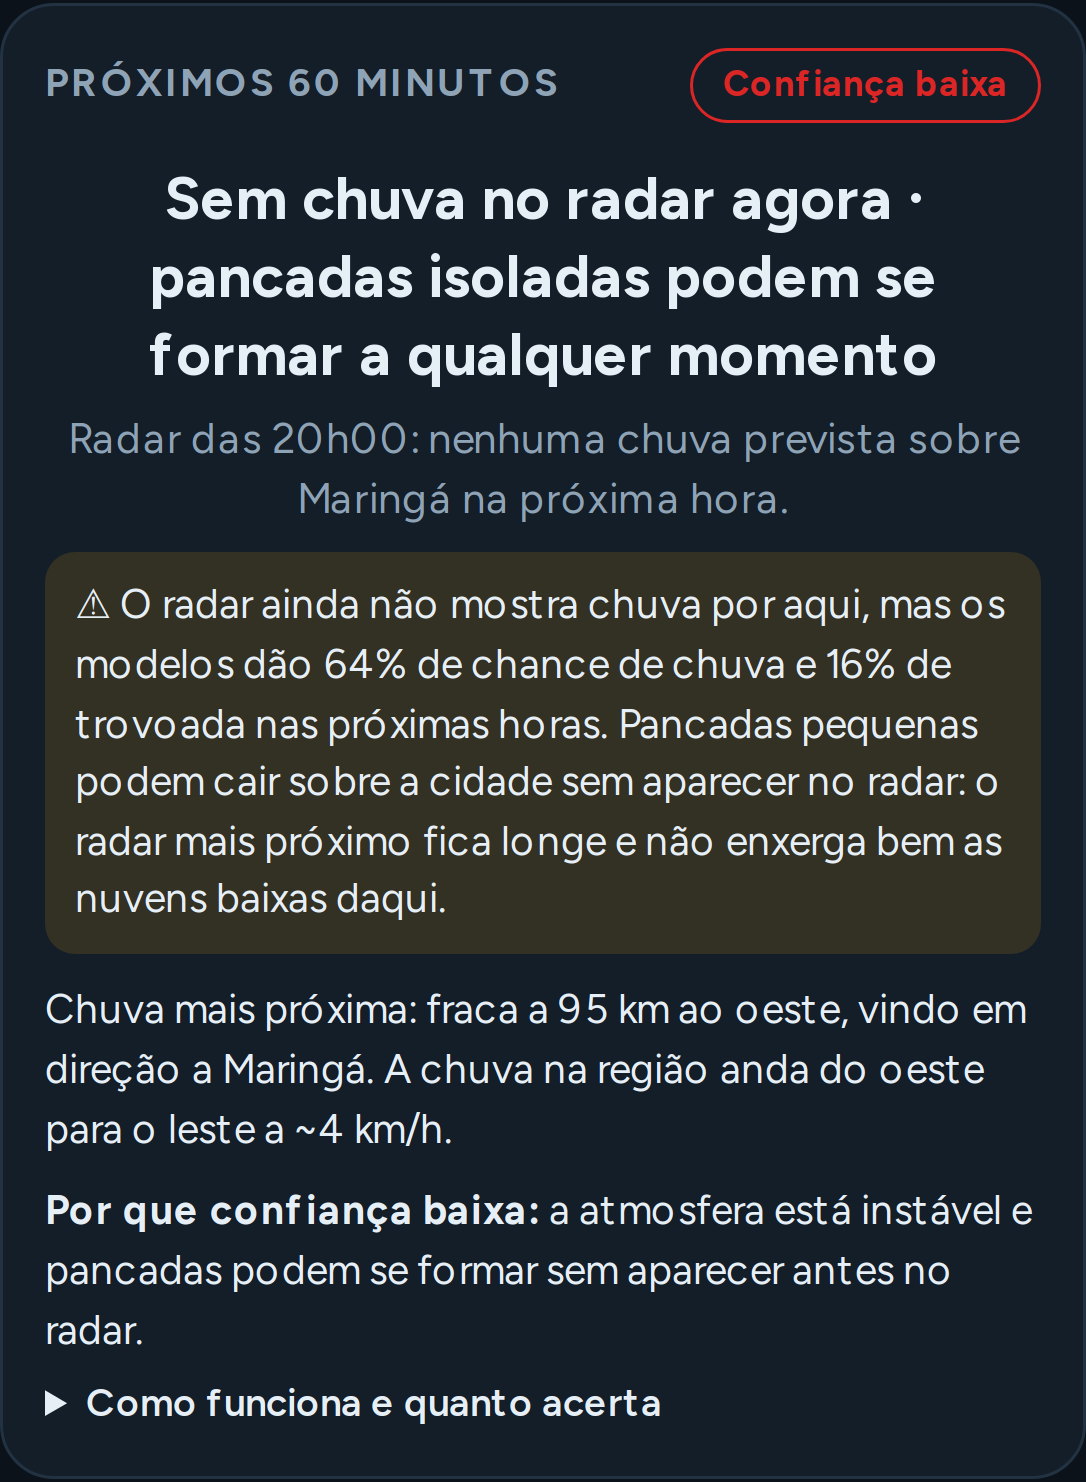 PRÓXIMOS 60 MINUTOS
Confiança baixa
Sem chuva no radar agora ·
pancadas isoladas podem se
formar a qualquer momento
Radar das 20h00: nenhuma chuva prevista sobre
Maringá na próxima hora.
⚠ O radar ainda não mostra chuva por aqui, mas os
modelos dão 64% de chance de chuva e 16% de
trovoada nas próximas horas. Pancadas pequenas
podem cair sobre a cidade sem aparecer no radar: o
radar mais próximo fica longe e não enxerga bem as
nuvens baixas daqui.
Chuva mais próxima: fraca a 95 km ao oeste, vindo em
direção a Maringá. A chuva na região anda do oeste
para o leste a ~4 km/h.
Por que confiança baixa: a atmosfera está instável e
pancadas podem se formar sem aparecer antes no
radar.
▶ Como funciona e quanto acerta